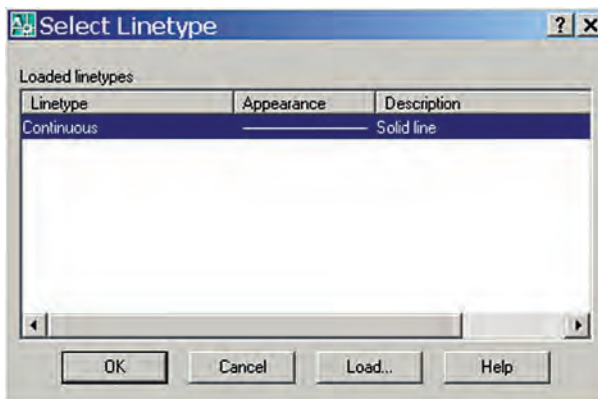 Select Linetype
Loaded linetypes
Linetype Appearance Description
Continuous Solid line
OK Cancel Load... Help